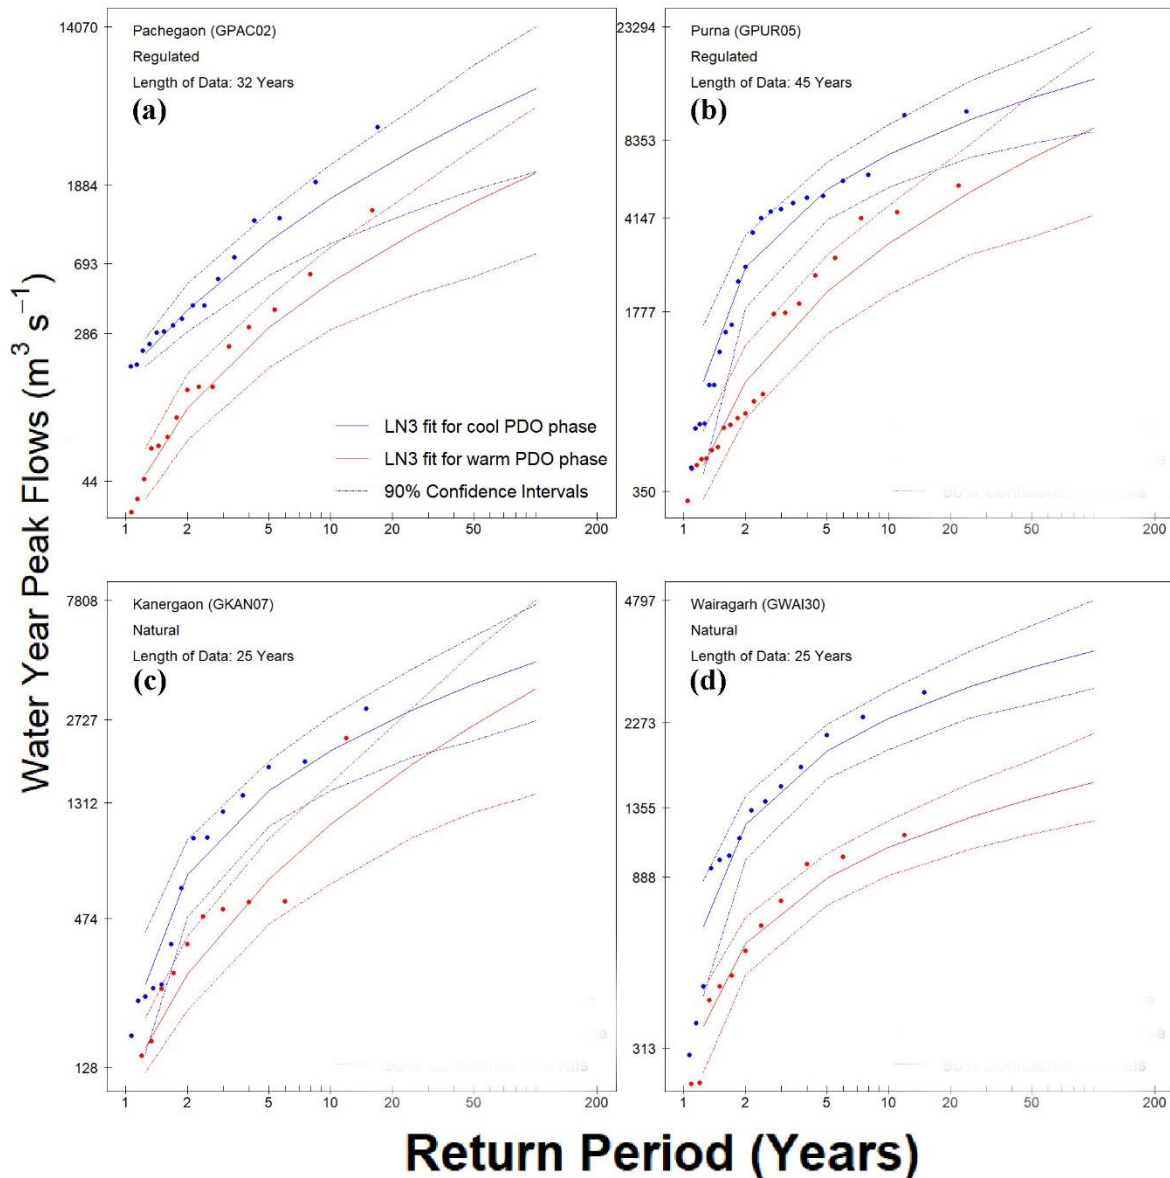 Water Year Peak Flows (m³ s⁻¹)
14070
1884
693
286
44
Pachegaon (GPAC02)
Regulated
Length of Data: 32 Years
(a)
LN3 fit for cool PDO phase
LN3 fit for warm PDO phase
90% Confidence Intervals
1 2 5 10 20 50 200
23294
8353
4147
1777
350
Purna (GPUR05)
Regulated
Length of Data: 45 Years
(b)
1 2 5 10 20 50 200
7808
2727
1312
474
128
Kanergaon (GKAN07)
Natural
Length of Data: 25 Years
(c)
1 2 5 10 20 50 200
4797
2273
1355
888
313
Wairagarh (GWAI30)
Natural
Length of Data: 25 Years
(d)
1 2 5 10 20 50 200
Return Period (Years)